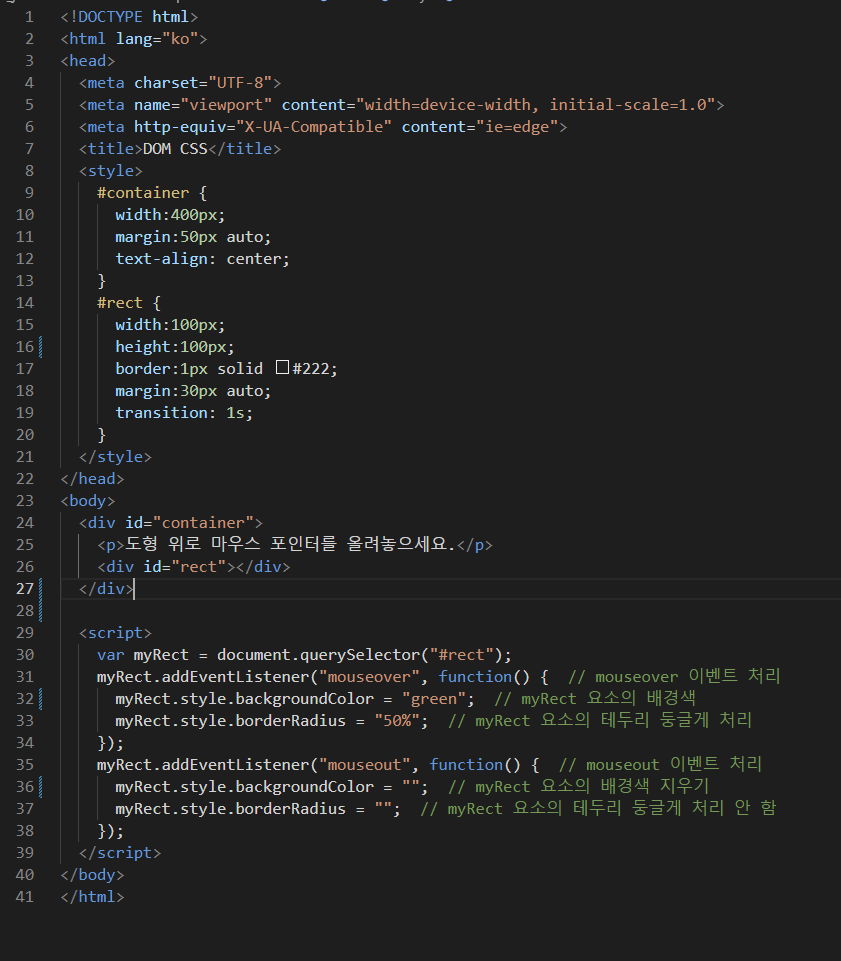 1 <!DOCTYPE html>
2 <html lang="ko">
3 <head>
4   <meta charset="UTF-8">
5   <meta name="viewport" content="width=device-width, initial-scale=1.0">
6   <meta http-equiv="X-UA-Compatible" content="ie=edge">
7   <title>DOM CSS</title>
8   <style>
9     #container {
10       width:400px;
11       margin:50px auto;
12       text-align: center;
13     }
14     #rect {
15       width:100px;
16       height:100px;
17       border:1px solid #222;
18       margin:30px auto;
19       transition: 1s;
20     }
21   </style>
22 </head>
23 <body>
24   <div id="container">
25     <p>도형 위로 마우스 포인터를 올려놓으세요.</p>
26     <div id="rect"></div>
27   </div>
28
29   <script>
30     var myRect = document.querySelector("#rect");
31     myRect.addEventListener("mouseover", function() {  // mouseover 이벤트 처리
32       myRect.style.backgroundColor = "green";  // myRect 요소의 배경색
33       myRect.style.borderRadius = "50%";  // myRect 요소의 테두리 둥글게 처리
34     });
35     myRect.addEventListener("mouseout", function() {  // mouseout 이벤트 처리
36       myRect.style.backgroundColor = "";  // myRect 요소의 배경색 지우기
37       myRect.style.borderRadius = "";  // myRect 요소의 테두리 둥글게 처리 안 함
38     });
39   </script>
40 </body>
41 </html>